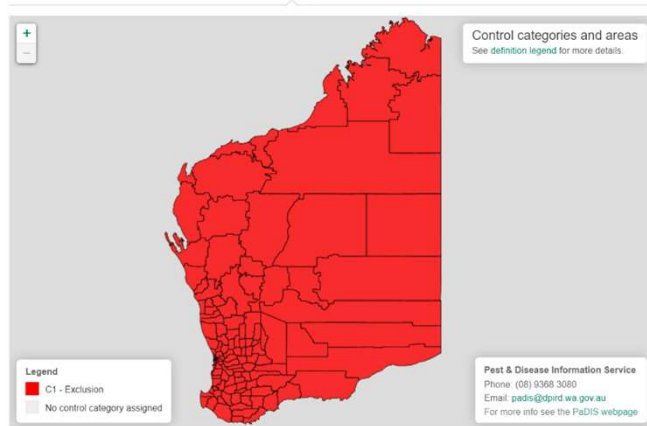 +
−
Control categories and areas
See definition legend for more details.
Legend
C1 - Exclusion
No control category assigned
Pest & Disease Information Service
Phone: (08) 9368 3080
Email: padis@dpird.wa.gov.au
For more info see the PaDIS webpage